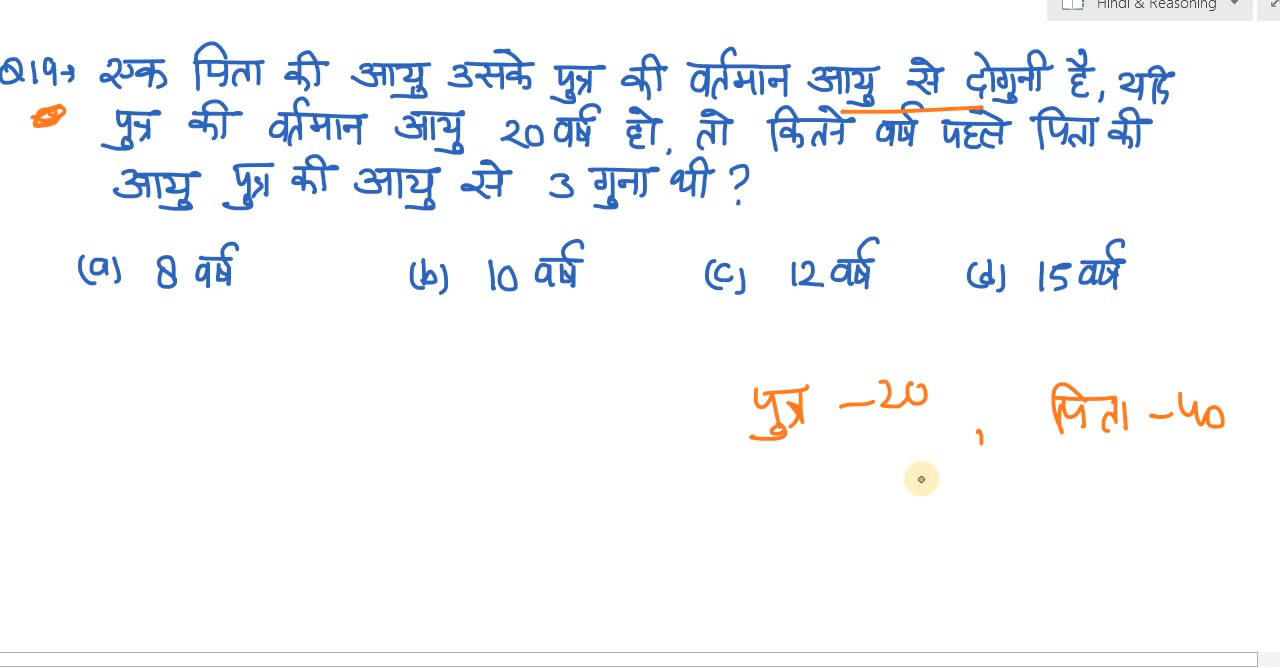 Hindi & Reasoning
Q19→ एक पिता की आयु उसके पुत्र की वर्तमान आयु से दोगुनी है, यदि
पुत्र की वर्तमान आयु 20 वर्ष हो, तो कितने वर्ष पहले पिता की
आयु पुत्र की आयु से 3 गुना थी ?
(a) 8 वर्ष (b) 10 वर्ष (c) 12 वर्ष (d) 15 वर्ष
पुत्र - 20 , पिता - 40